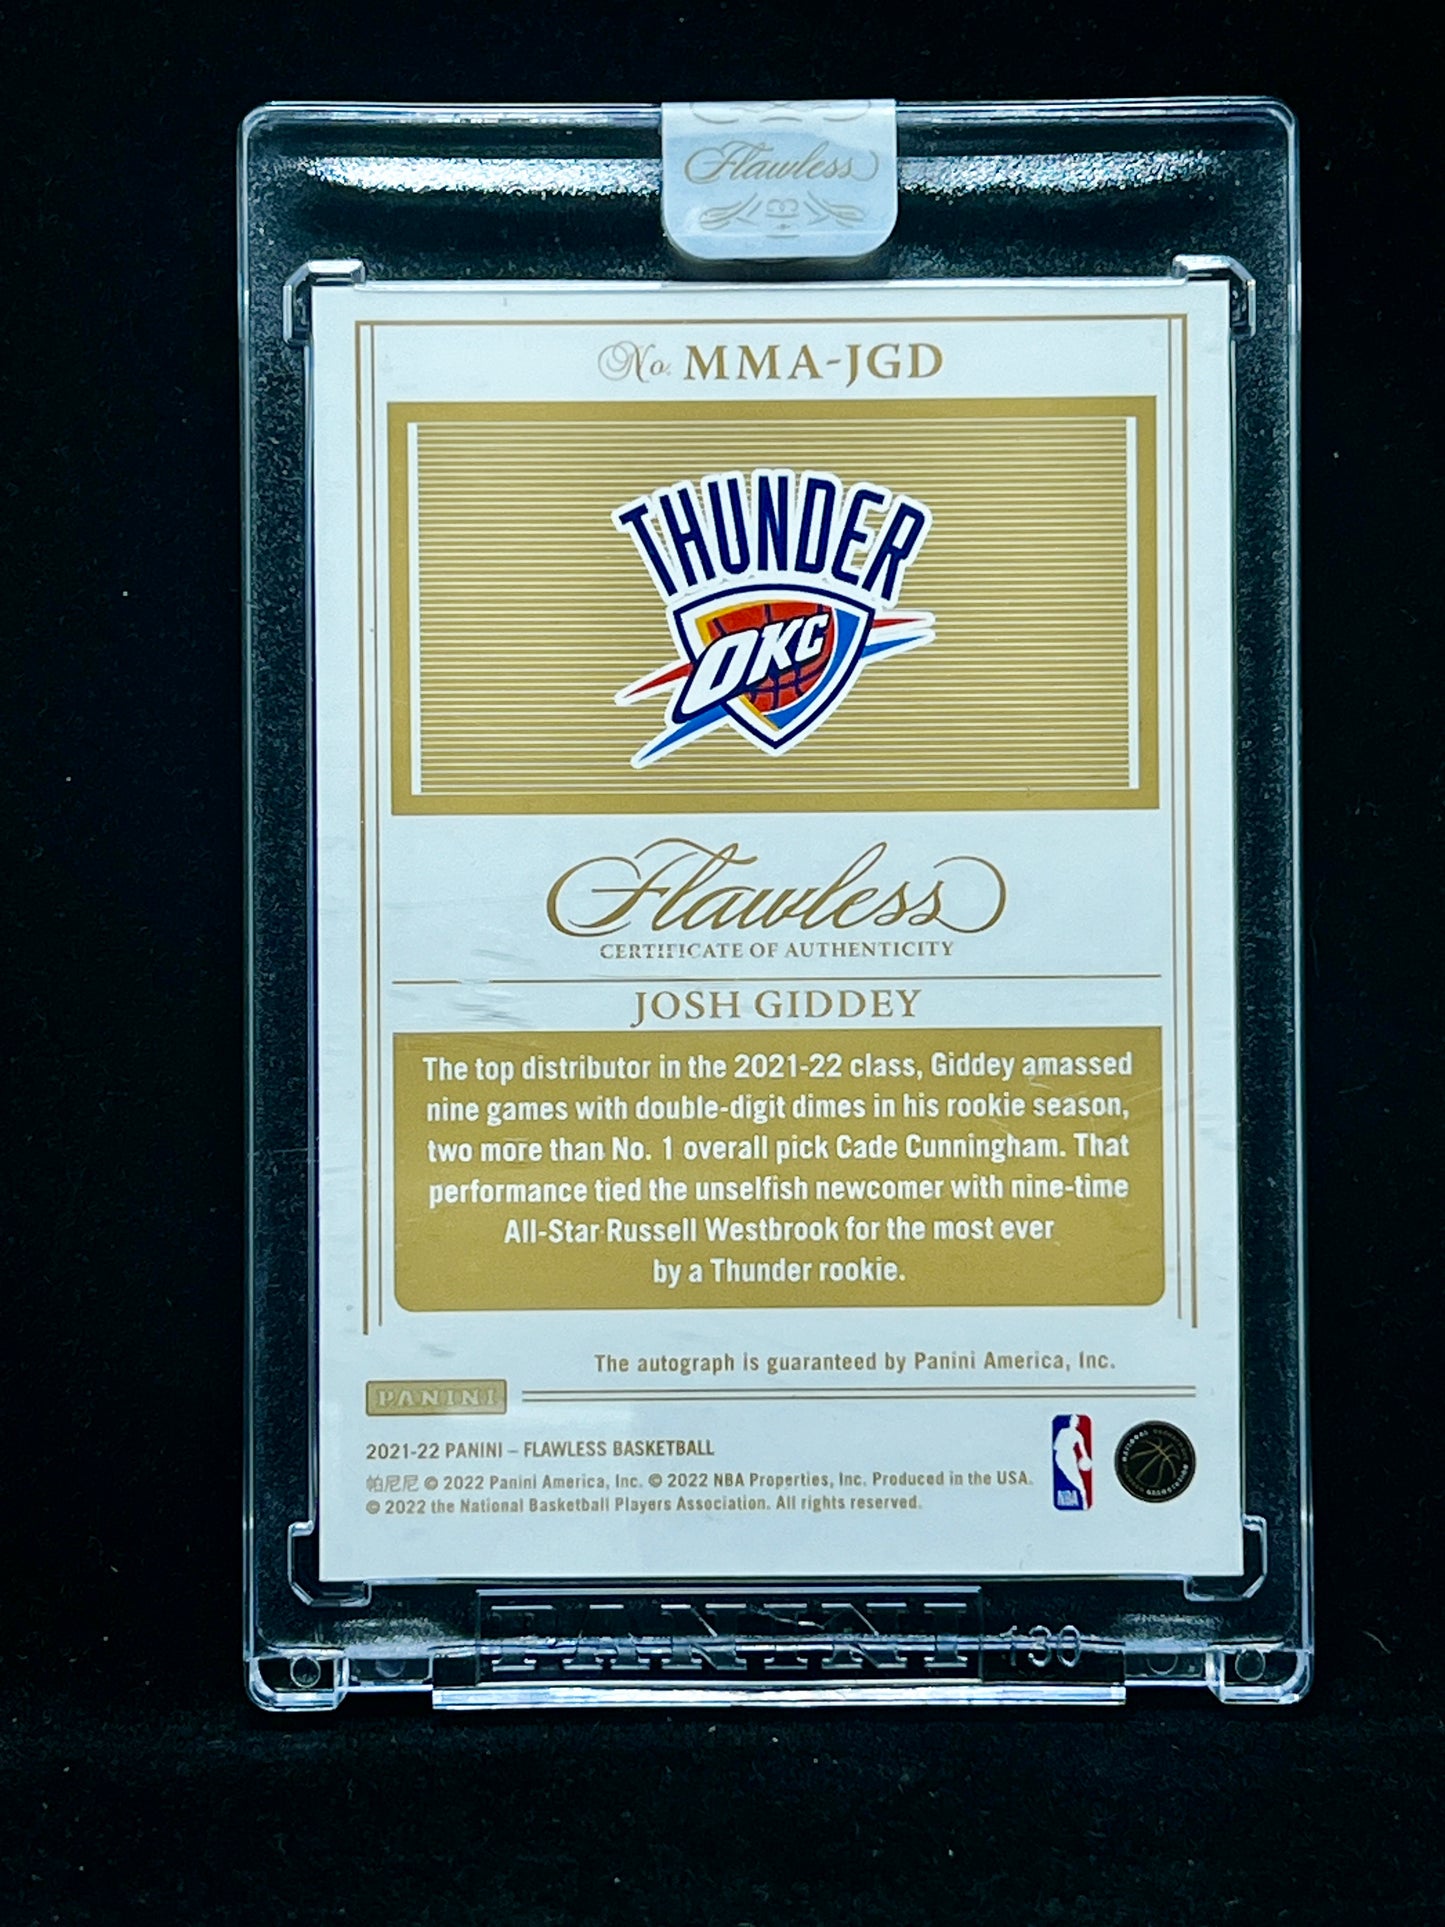 Flawless
No. MMA-JGD
THUNDER
OKC
Flawless
CERTIFICATE OF AUTHENTICITY
JOSH GIDDEY
The top distributor in the 2021-22 class, Giddey amassed
nine games with double-digit dimes in his rookie season,
two more than No. 1 overall pick Cade Cunningham. That
performance tied the unselfish newcomer with nine-time
All-Star Russell Westbrook for the most ever
by a Thunder rookie.
The autograph is guaranteed by Panini America, Inc.
PANINI
2021-22 PANINI – FLAWLESS BASKETBALL
帕尼尼 © 2022 Panini America, Inc. © 2022 NBA Properties, Inc. Produced in the USA.
© 2022 the National Basketball Players Association. All rights reserved.
NBA
PANINI 130